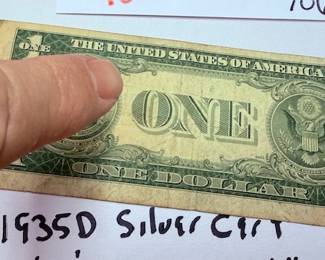 THE UNITED STATES OF AMERICA
ONE
ONE
ONE DOLLAR
1935D Silver Cert